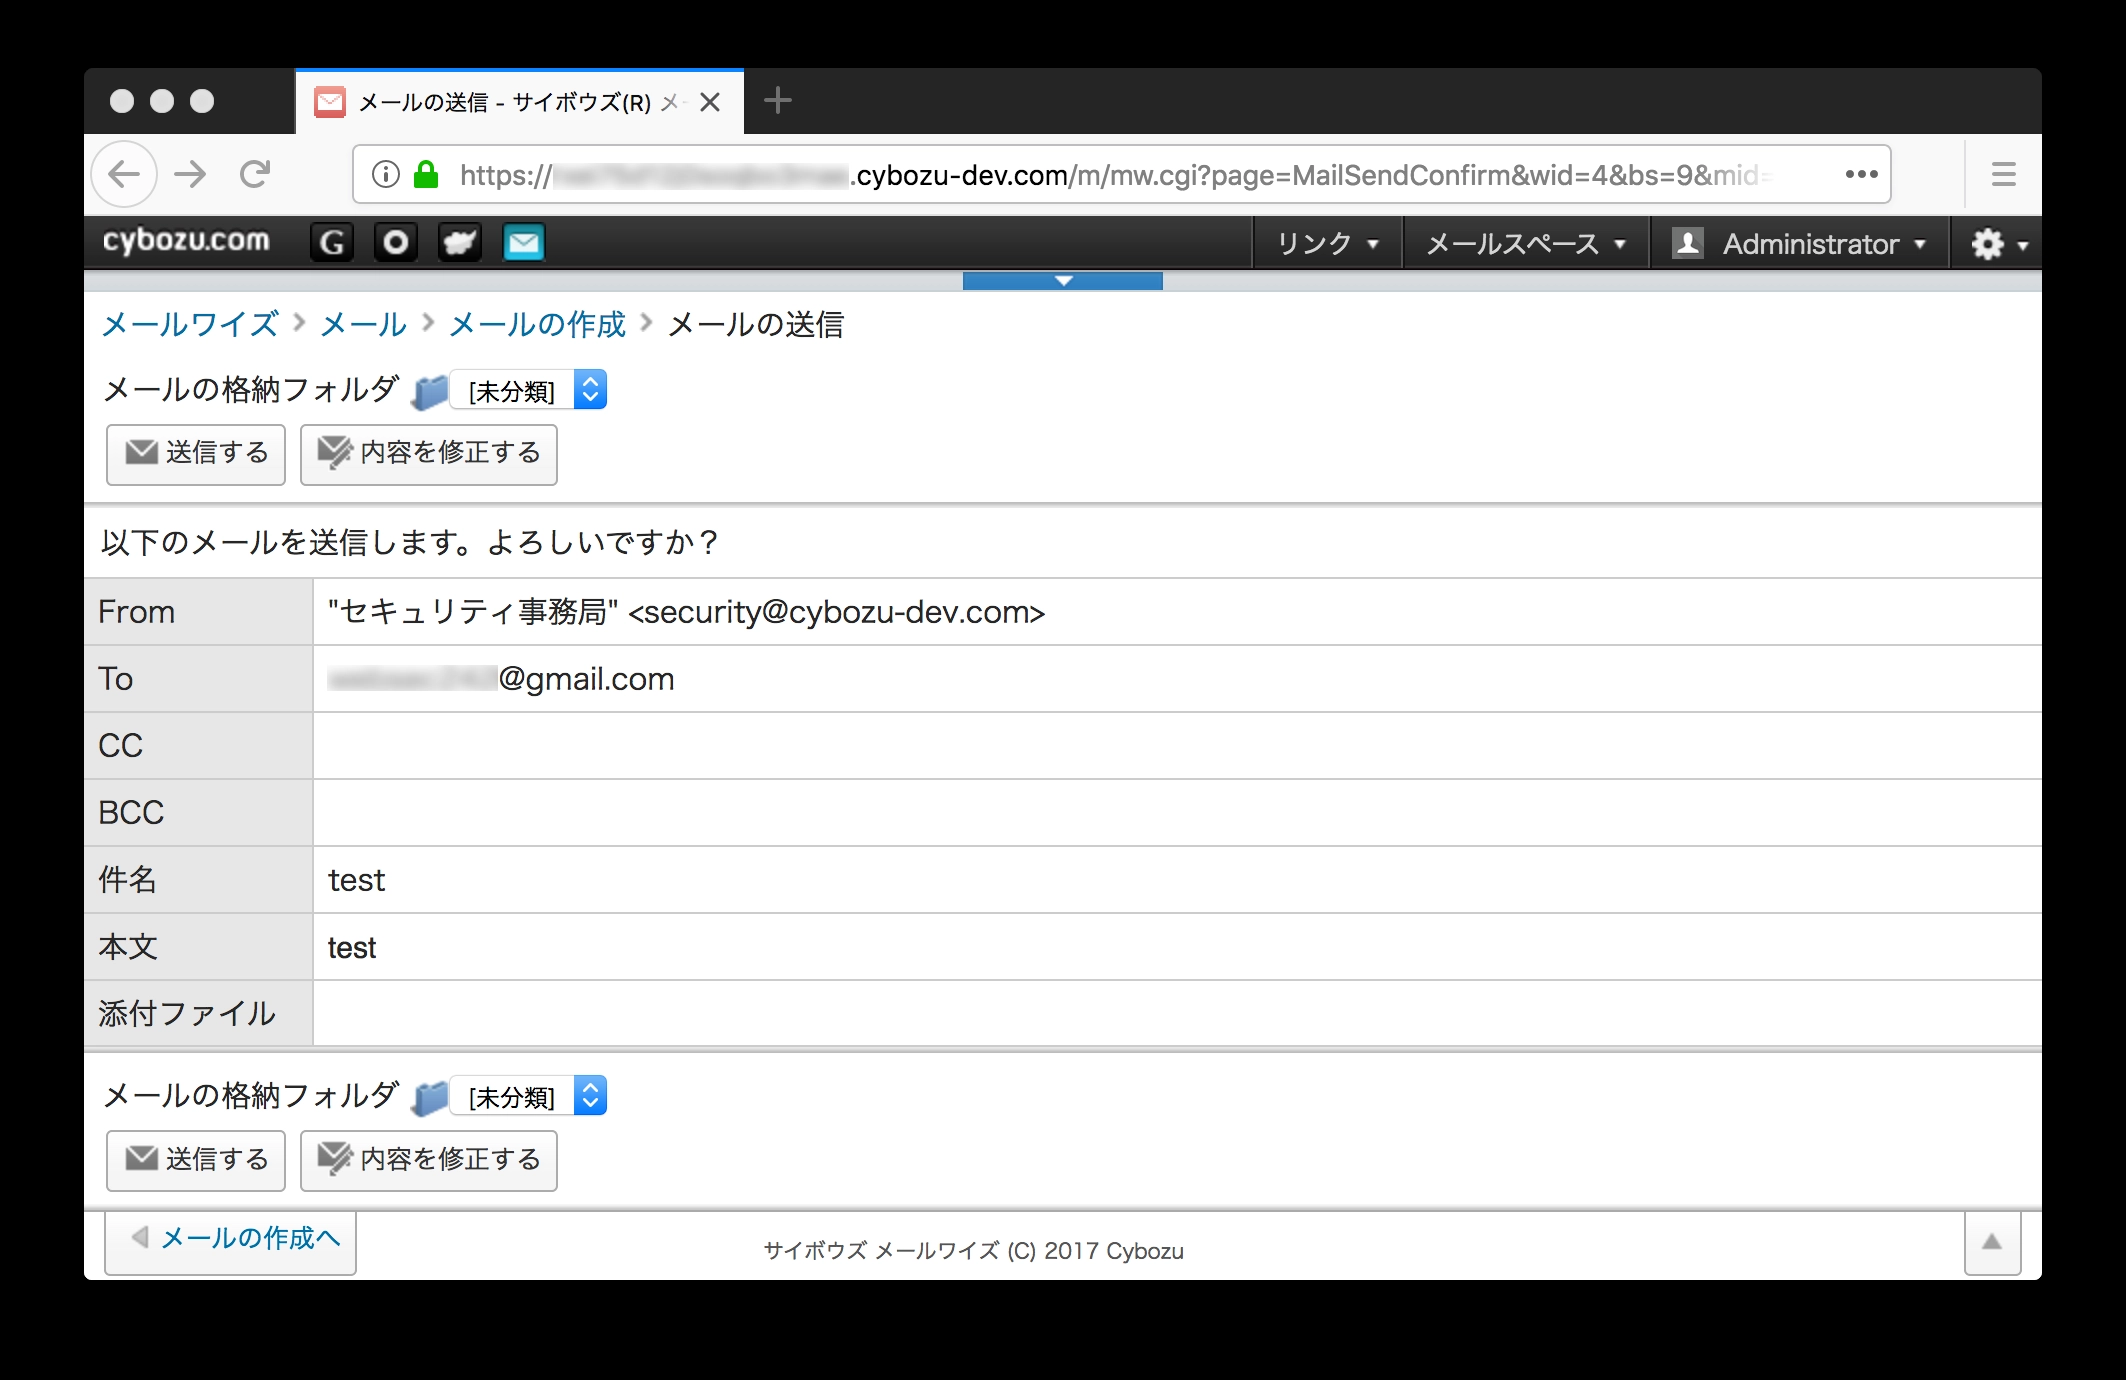 メールの送信 - サイボウズ(R)
https:// .cybozu-dev.com/m/mw.cgi?page=MailSendConfirm&wid=4&bs=9&mid=
cybozu.com G リンク メールスペース Administrator
メールワイズ > メール > メールの作成 > メールの送信
メールの格納フォルダ [未分類]
送信する 内容を修正する
以下のメールを送信します。よろしいですか？
From "セキュリティ事務局" <security@cybozu-dev.com>
To @gmail.com
CC
BCC
件名 test
本文 test
添付ファイル
メールの格納フォルダ [未分類]
送信する 内容を修正する
メールの作成へ
サイボウズ メールワイズ (C) 2017 Cybozu